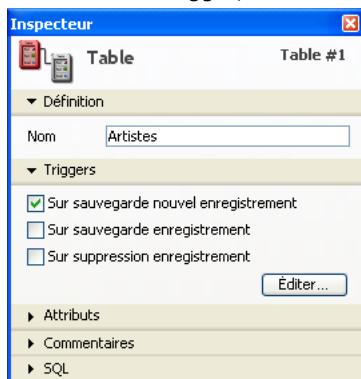 Inspecteur
Table Table #1
Définition
Nom Artistes
Triggers
Sur sauvegarde nouvel enregistrement
Sur sauvegarde enregistrement
Sur suppression enregistrement
Éditer...
Attributs
Commentaires
SQL